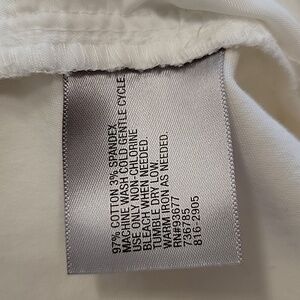 97% COTTON 3% SPANDEX
MACHINE WASH COLD GENTLE CYCLE.
USE ONLY NON-CHLORINE
BLEACH WHEN NEEDED.
TUMBLE DRY LOW.
WARM IRON AS NEEDED.
RN#93677
736785
816-2905